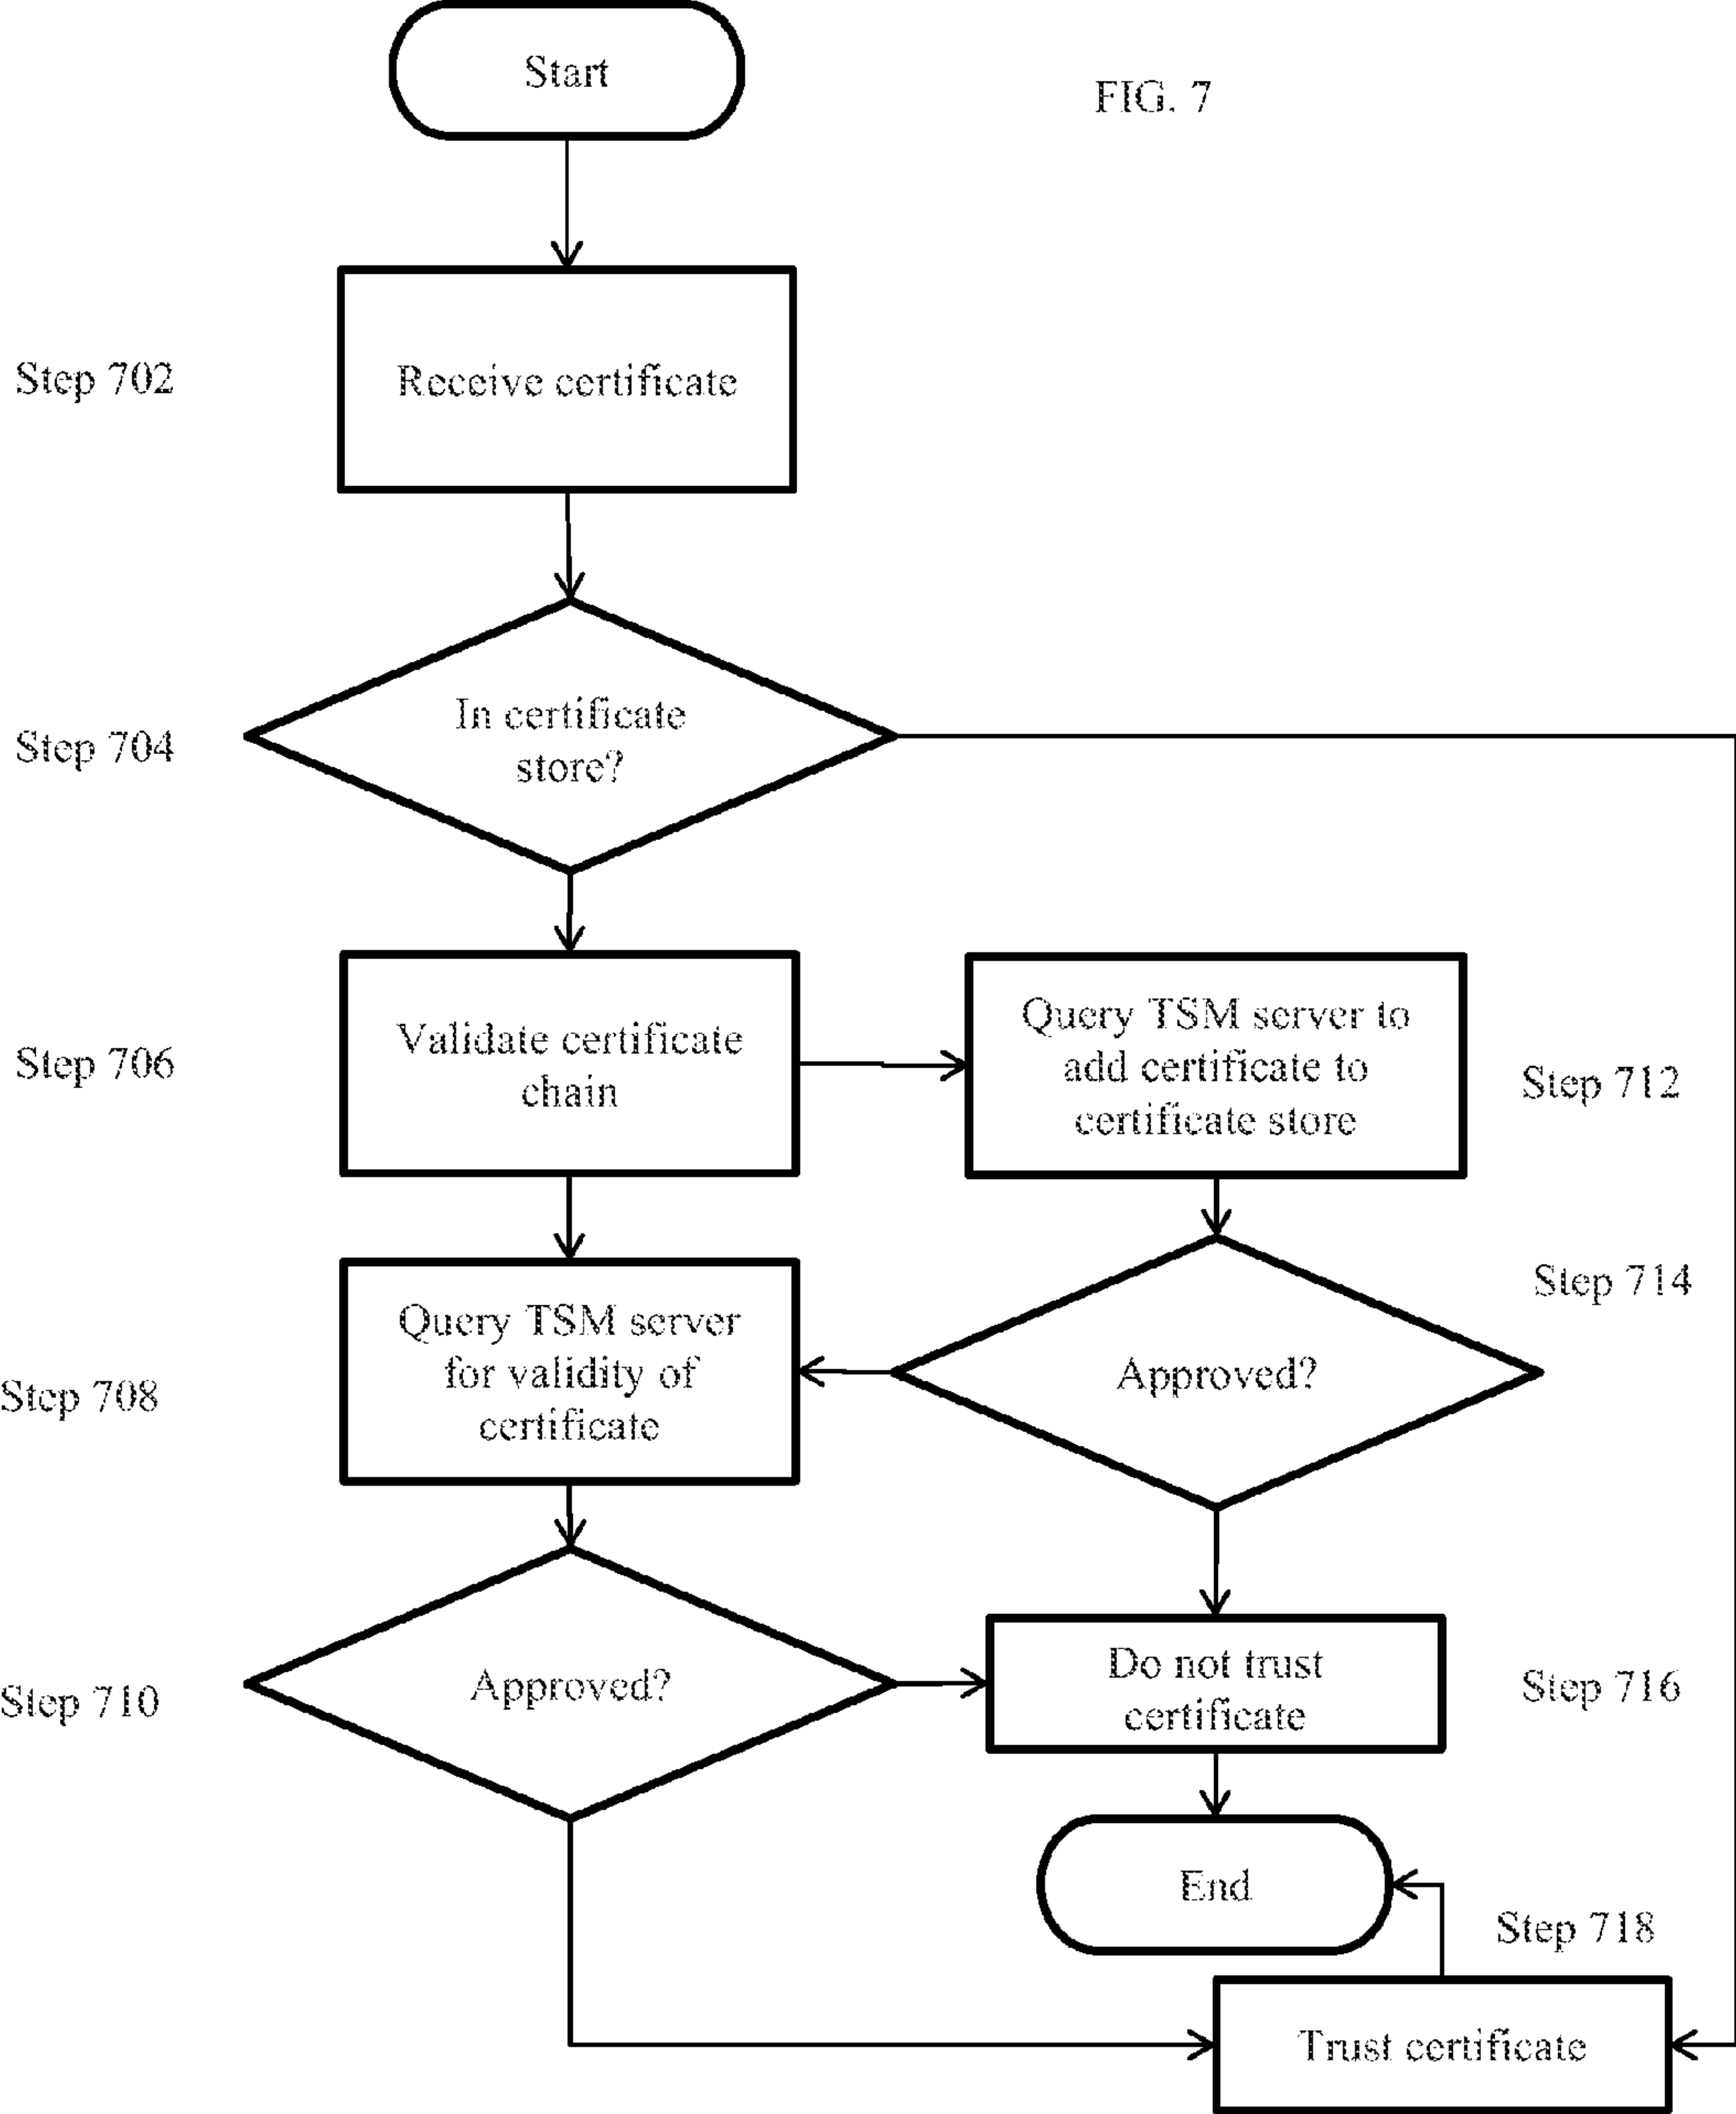 Start
FIG. 7
Step 702
Receive certificate
Step 704
In certificate
store?
Step 706
Validate certificate
chain
Query TSM server to
add certificate to
certificate store
Step 712
Step 708
Query TSM server
for validity of
certificate
Approved?
Step 714
Step 710
Approved?
Do not trust
certificate
Step 716
End
Step 718
Trust certificate